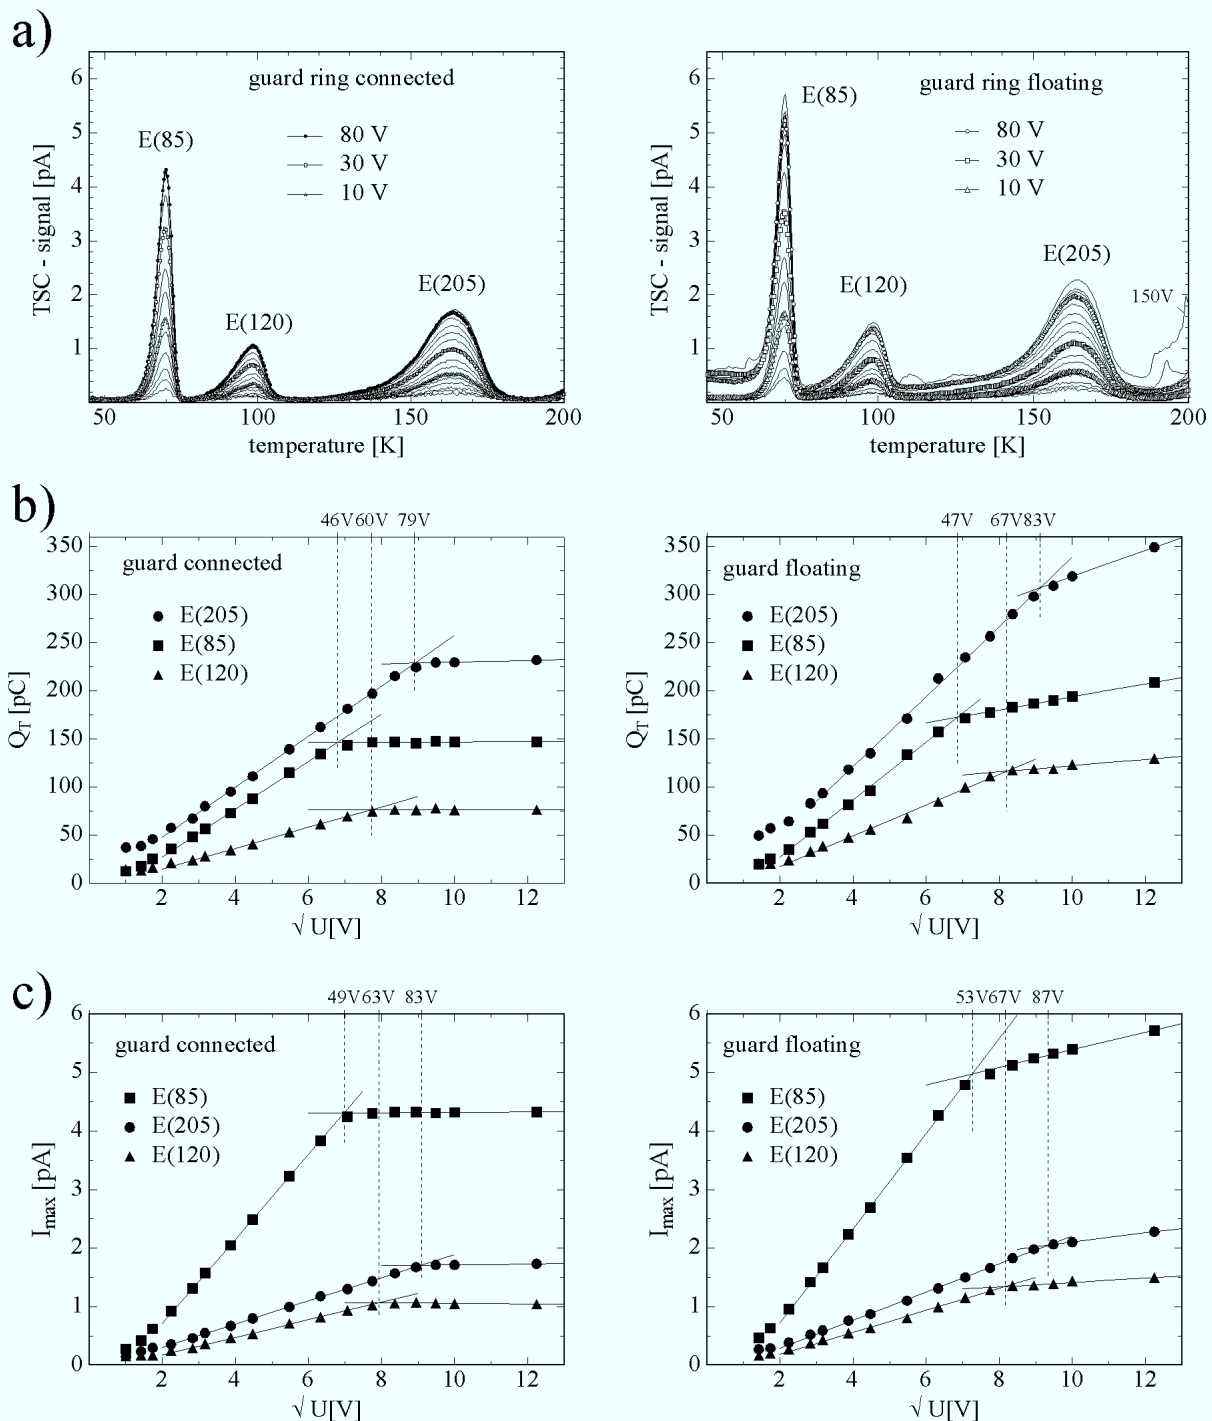 a)
guard ring connected
80 V
30 V
10 V
E(85)
E(120)
E(205)
TSC - signal [pA]
6
5
4
3
2
1
50
100
150
200
temperature [K]
guard ring floating
80 V
30 V
10 V
E(85)
E(120)
E(205)
150V
TSC - signal [pA]
6
5
4
3
2
1
50
100
150
200
temperature [K]
b)
46V 60V 79V
guard connected
E(205)
E(85)
E(120)
Q_T [pC]
350
300
250
200
150
100
50
0
2 4 6 8 10 12
√ U[V]
47V 67V 83V
guard floating
E(205)
E(85)
E(120)
Q_T [pC]
350
300
250
200
150
100
50
0
2 4 6 8 10 12
√ U[V]
c)
49V 63V 83V
guard connected
E(85)
E(205)
E(120)
I_max [pA]
6
5
4
3
2
1
0
2 4 6 8 10 12
√ U[V]
53V 67V 87V
guard floating
E(85)
E(205)
E(120)
I_max [pA]
6
5
4
3
2
1
0
2 4 6 8 10 12
√ U[V]